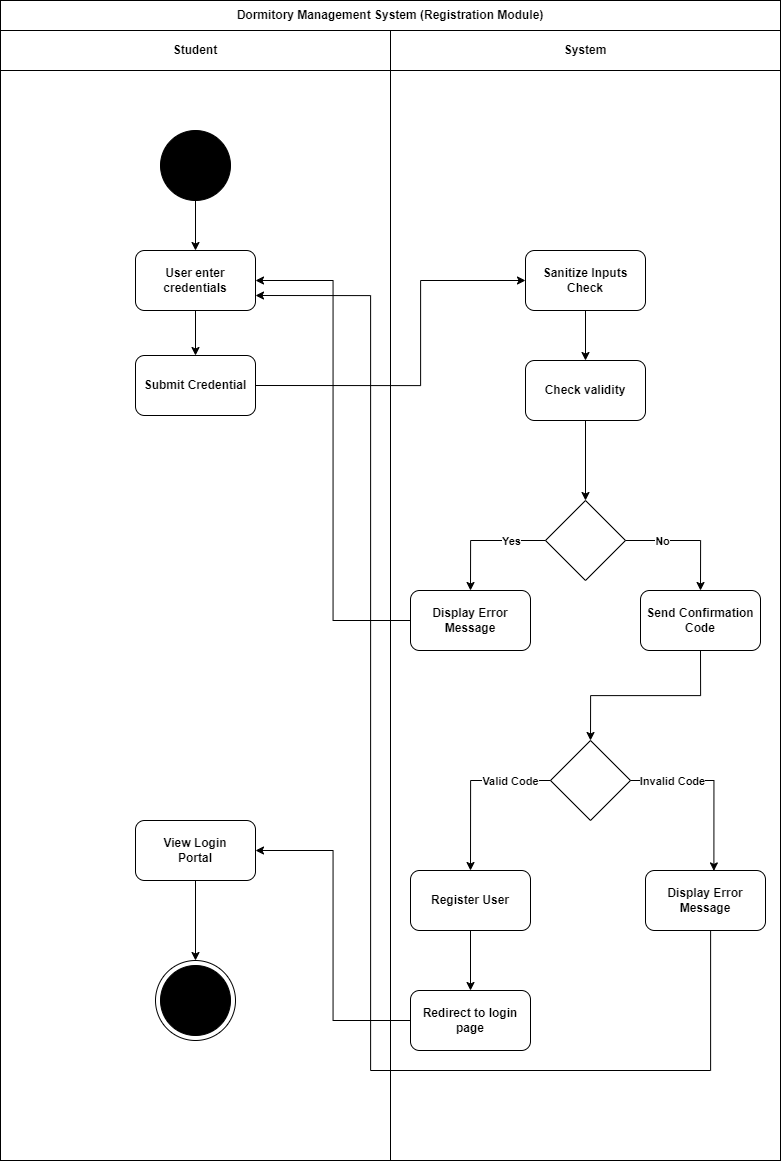 Dormitory Management System (Registration Module)
Student
System
User enter
credentials
Sanitize Inputs
Check
Submit Credential
Check validity
Yes
No
Display Error
Message
Send Confirmation
Code
Valid Code
Invalid Code
View Login
Portal
Register User
Display Error
Message
Redirect to login
page